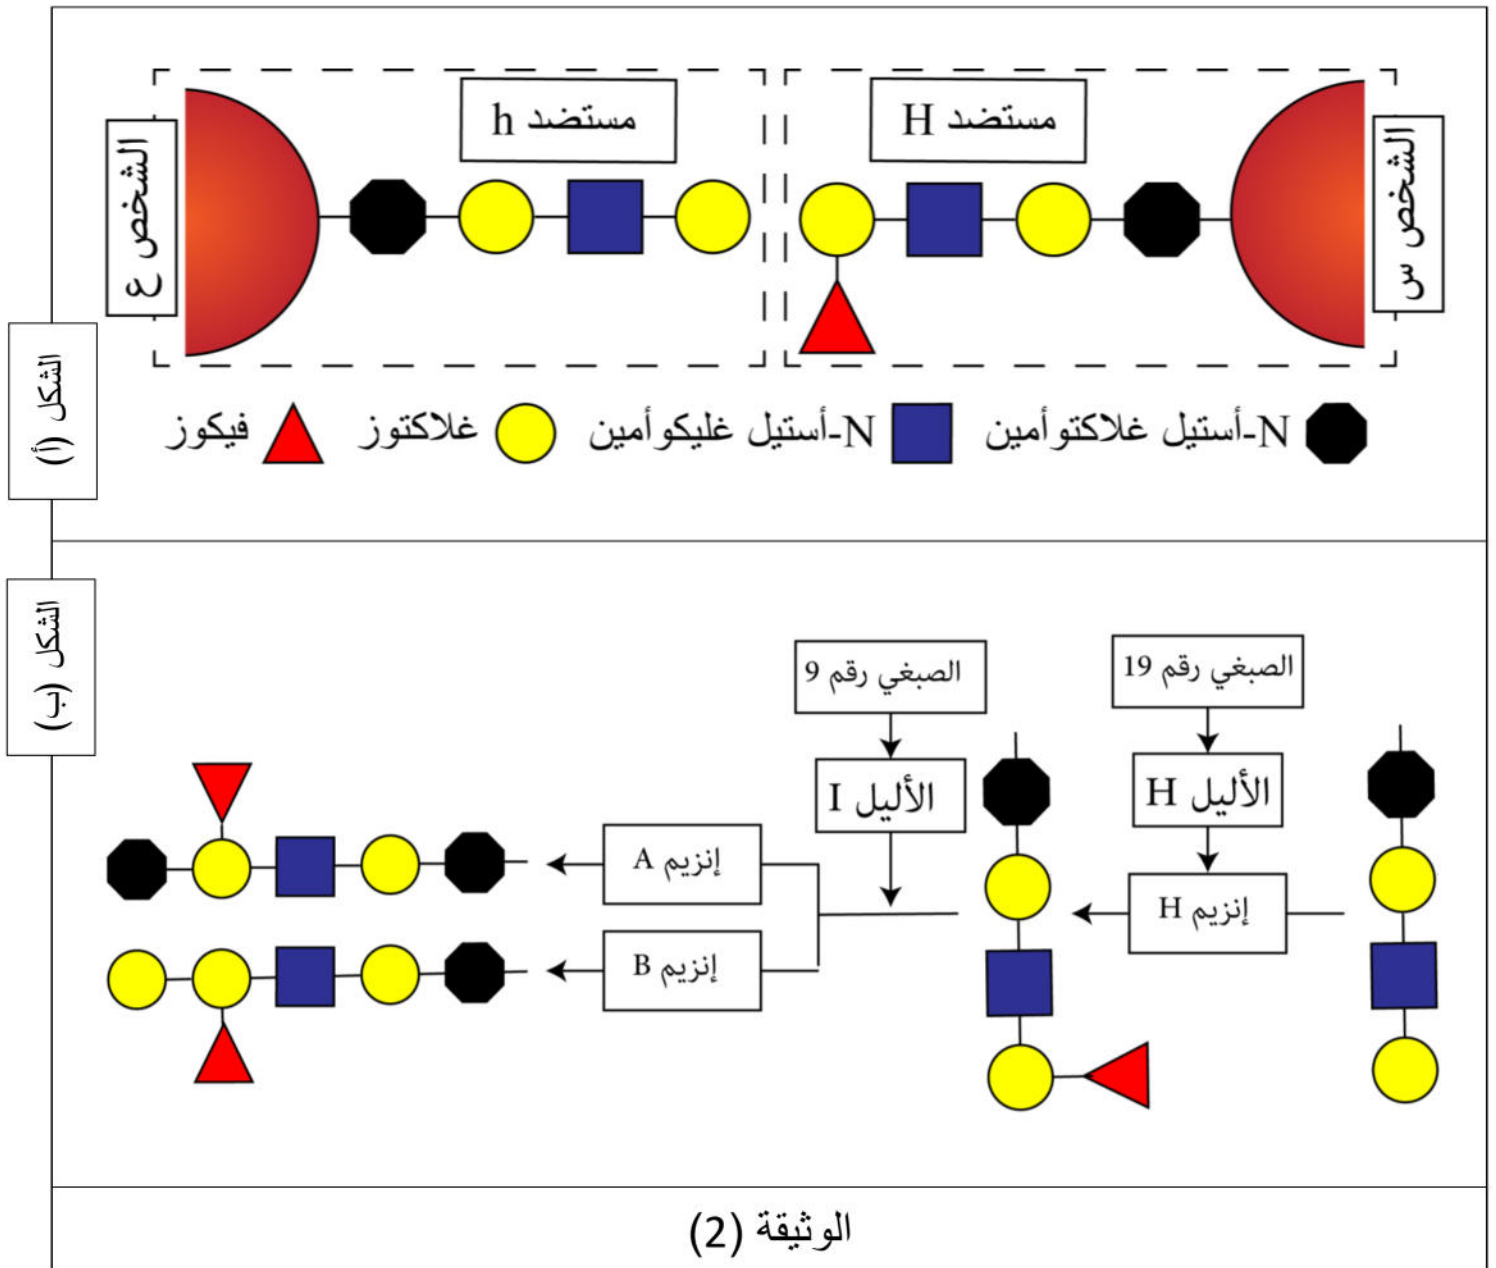 مستضد H
مستضد h
الشخص س
الشخص ع
N-أستيل غلاكتوأمين
N-أستيل غليكوأمين
غلاكتوز
فيكوز
الشكل (أ)
الصبغي رقم 19
الصبغي رقم 9
الأليل H
الأليل I
إنزيم H
إنزيم A
إنزيم B
الشكل (ب)
الوثيقة (2)